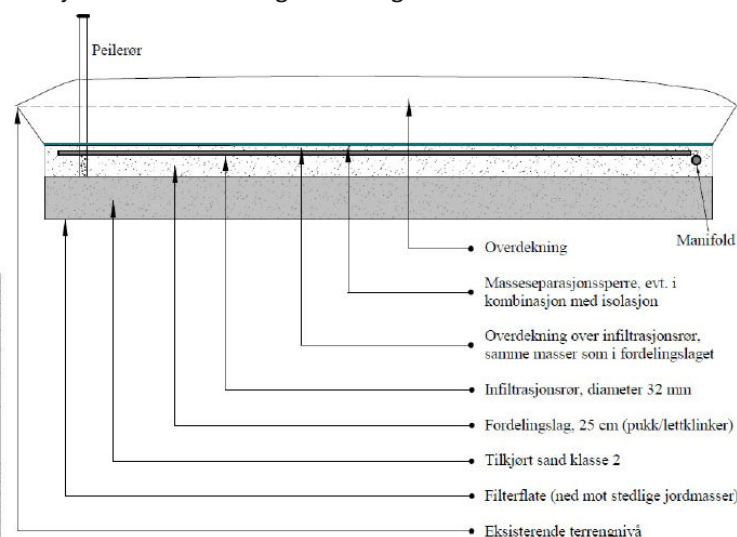 Peilerør
Manifold
Overdekning
Masseseparasjonssperre, evt. i
kombinasjon med isolasjon
Overdekning over infiltrasjonsrør,
samme masser som i fordelingslaget
Infiltrasjonsrør, diameter 32 mm
Fordelingslag, 25 cm (pukk/lettklinker)
Tilkjørt sand klasse 2
Filterflate (ned mot stedlige jordmasser)
Eksisterende terrengnivå